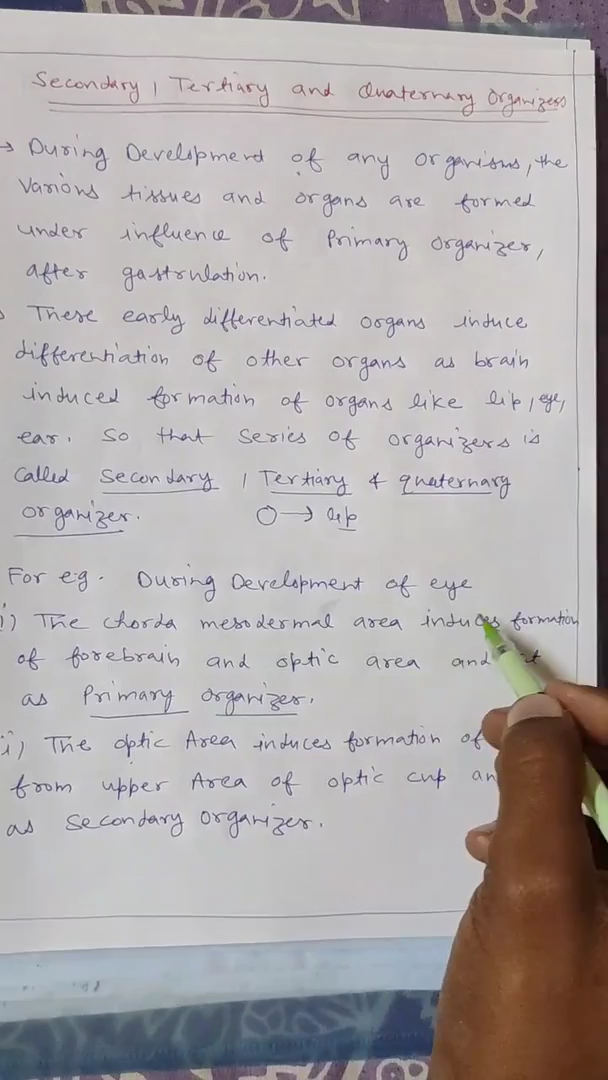 Secondary, Tertiary and Quaternary Organizers
→ During Development of any organisms, the
various tissues and organs are formed
under influence of Primary Organizer,
after gastrulation.
These early differentiated organs induce
differentiation of other organs as brain
induced formation of organs like lip, eye,
ear. So that series of organizers is
called Secondary, Tertiary & quaternary
organizer. O → lip
For eg. During Development of eye
i) The chorda mesodermal area induces formation
of forebrain and optic area and
as Primary Organizer.
ii) The optic Area induces formation of
from upper Area of optic cup an
as secondary organizer.